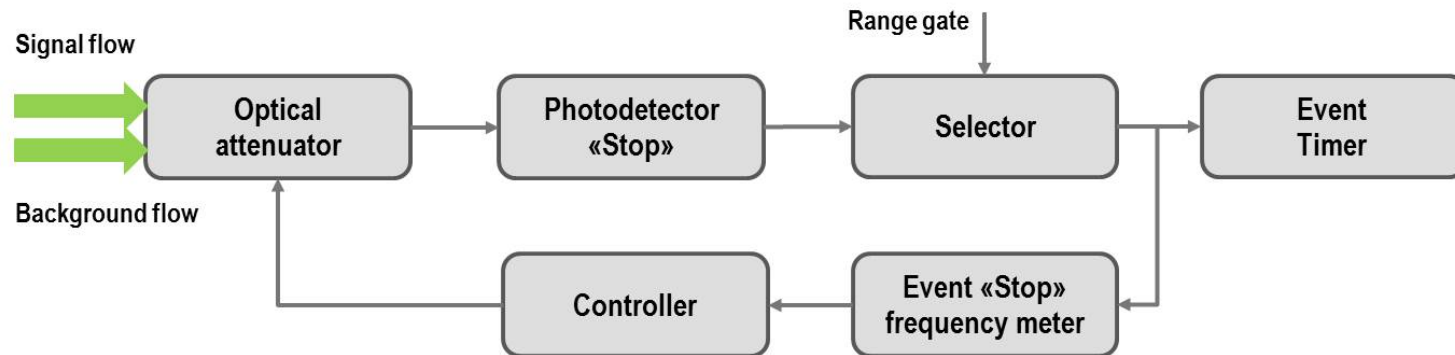 Range gate
Signal flow
Optical
attenuator
Photodetector
«Stop»
Selector
Event
Timer
Background flow
Controller
Event «Stop»
frequency meter